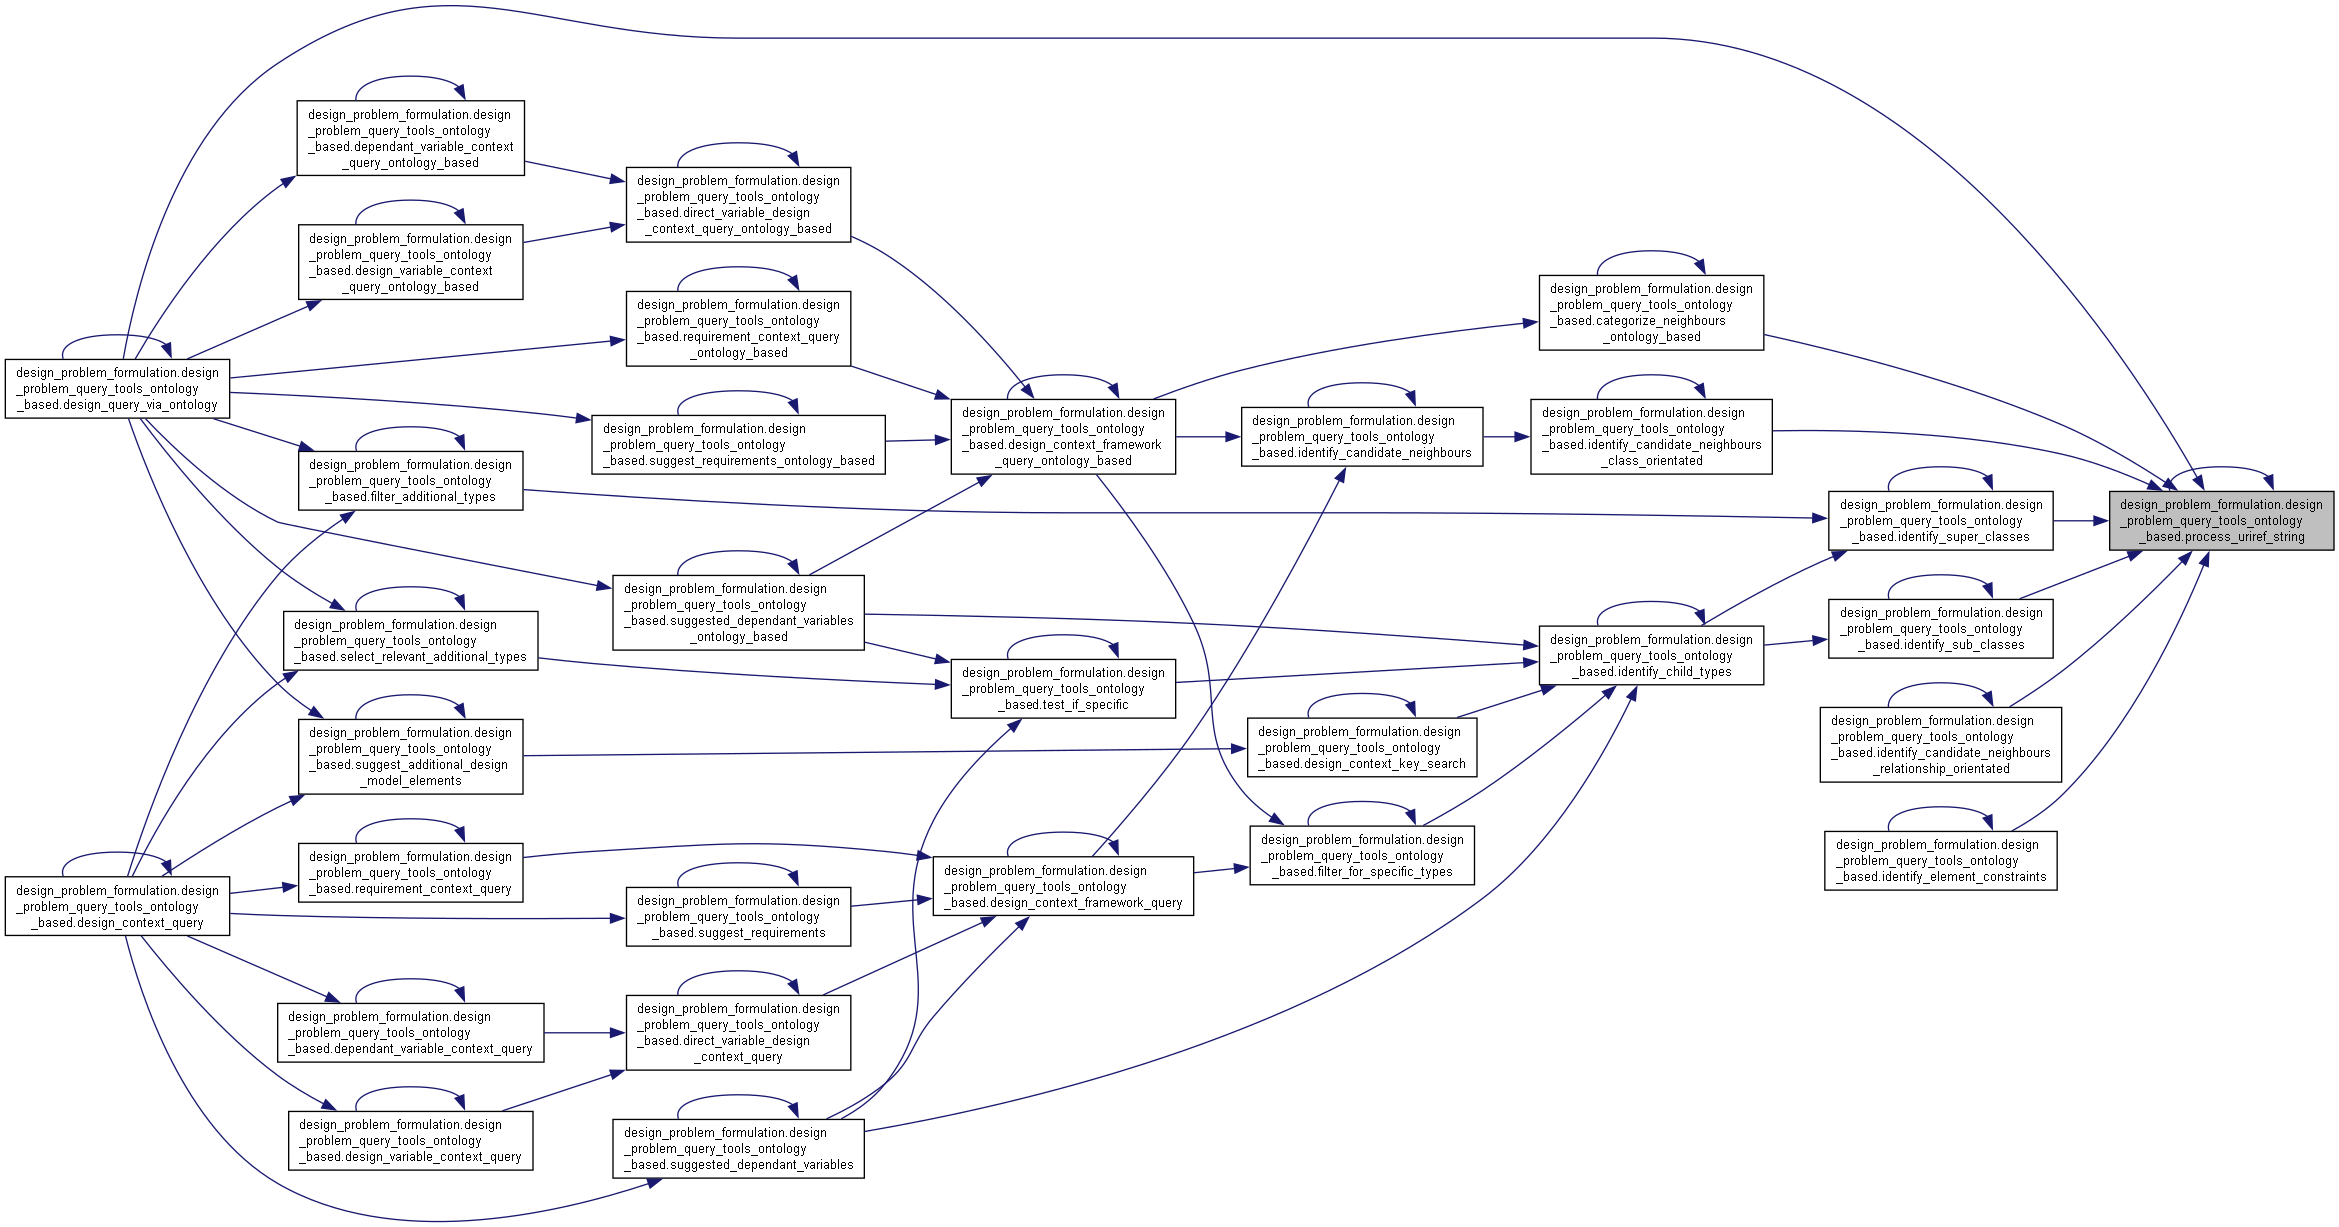 design_problem_formulation.design
_problem_query_tools_ontology
_based.dependant_variable_context
_query_ontology_based
design_problem_formulation.design
_problem_query_tools_ontology
_based.design_variable_context
_query_ontology_based
design_problem_formulation.design
_problem_query_tools_ontology
_based.direct_variable_design
_context_query_ontology_based
design_problem_formulation.design
_problem_query_tools_ontology
_based.requirement_context_query
_ontology_based
design_problem_formulation.design
_problem_query_tools_ontology
_based.categorize_neighbours
_ontology_based
design_problem_formulation.design
_problem_query_tools_ontology
_based.design_query_via_ontology
design_problem_formulation.design
_problem_query_tools_ontology
_based.suggest_requirements_ontology_based
design_problem_formulation.design
_problem_query_tools_ontology
_based.design_context_framework
_query_ontology_based
design_problem_formulation.design
_problem_query_tools_ontology
_based.identify_candidate_neighbours
design_problem_formulation.design
_problem_query_tools_ontology
_based.identify_candidate_neighbours
_class_orientated
design_problem_formulation.design
_problem_query_tools_ontology
_based.filter_additional_types
design_problem_formulation.design
_problem_query_tools_ontology
_based.identify_super_classes
design_problem_formulation.design
_problem_query_tools_ontology
_based.process_uriref_string
design_problem_formulation.design
_problem_query_tools_ontology
_based.suggested_dependant_variables
_ontology_based
design_problem_formulation.design
_problem_query_tools_ontology
_based.select_relevant_additional_types
design_problem_formulation.design
_problem_query_tools_ontology
_based.test_if_specific
design_problem_formulation.design
_problem_query_tools_ontology
_based.identify_child_types
design_problem_formulation.design
_problem_query_tools_ontology
_based.identify_sub_classes
design_problem_formulation.design
_problem_query_tools_ontology
_based.suggest_additional_design
_model_elements
design_problem_formulation.design
_problem_query_tools_ontology
_based.design_context_key_search
design_problem_formulation.design
_problem_query_tools_ontology
_based.identify_candidate_neighbours
_relationship_orientated
design_problem_formulation.design
_problem_query_tools_ontology
_based.requirement_context_query
design_problem_formulation.design
_problem_query_tools_ontology
_based.filter_for_specific_types
design_problem_formulation.design
_problem_query_tools_ontology
_based.identify_element_constraints
design_problem_formulation.design
_problem_query_tools_ontology
_based.design_context_query
design_problem_formulation.design
_problem_query_tools_ontology
_based.suggest_requirements
design_problem_formulation.design
_problem_query_tools_ontology
_based.design_context_framework_query
design_problem_formulation.design
_problem_query_tools_ontology
_based.dependant_variable_context_query
design_problem_formulation.design
_problem_query_tools_ontology
_based.direct_variable_design
_context_query
design_problem_formulation.design
_problem_query_tools_ontology
_based.design_variable_context_query
design_problem_formulation.design
_problem_query_tools_ontology
_based.suggested_dependant_variables